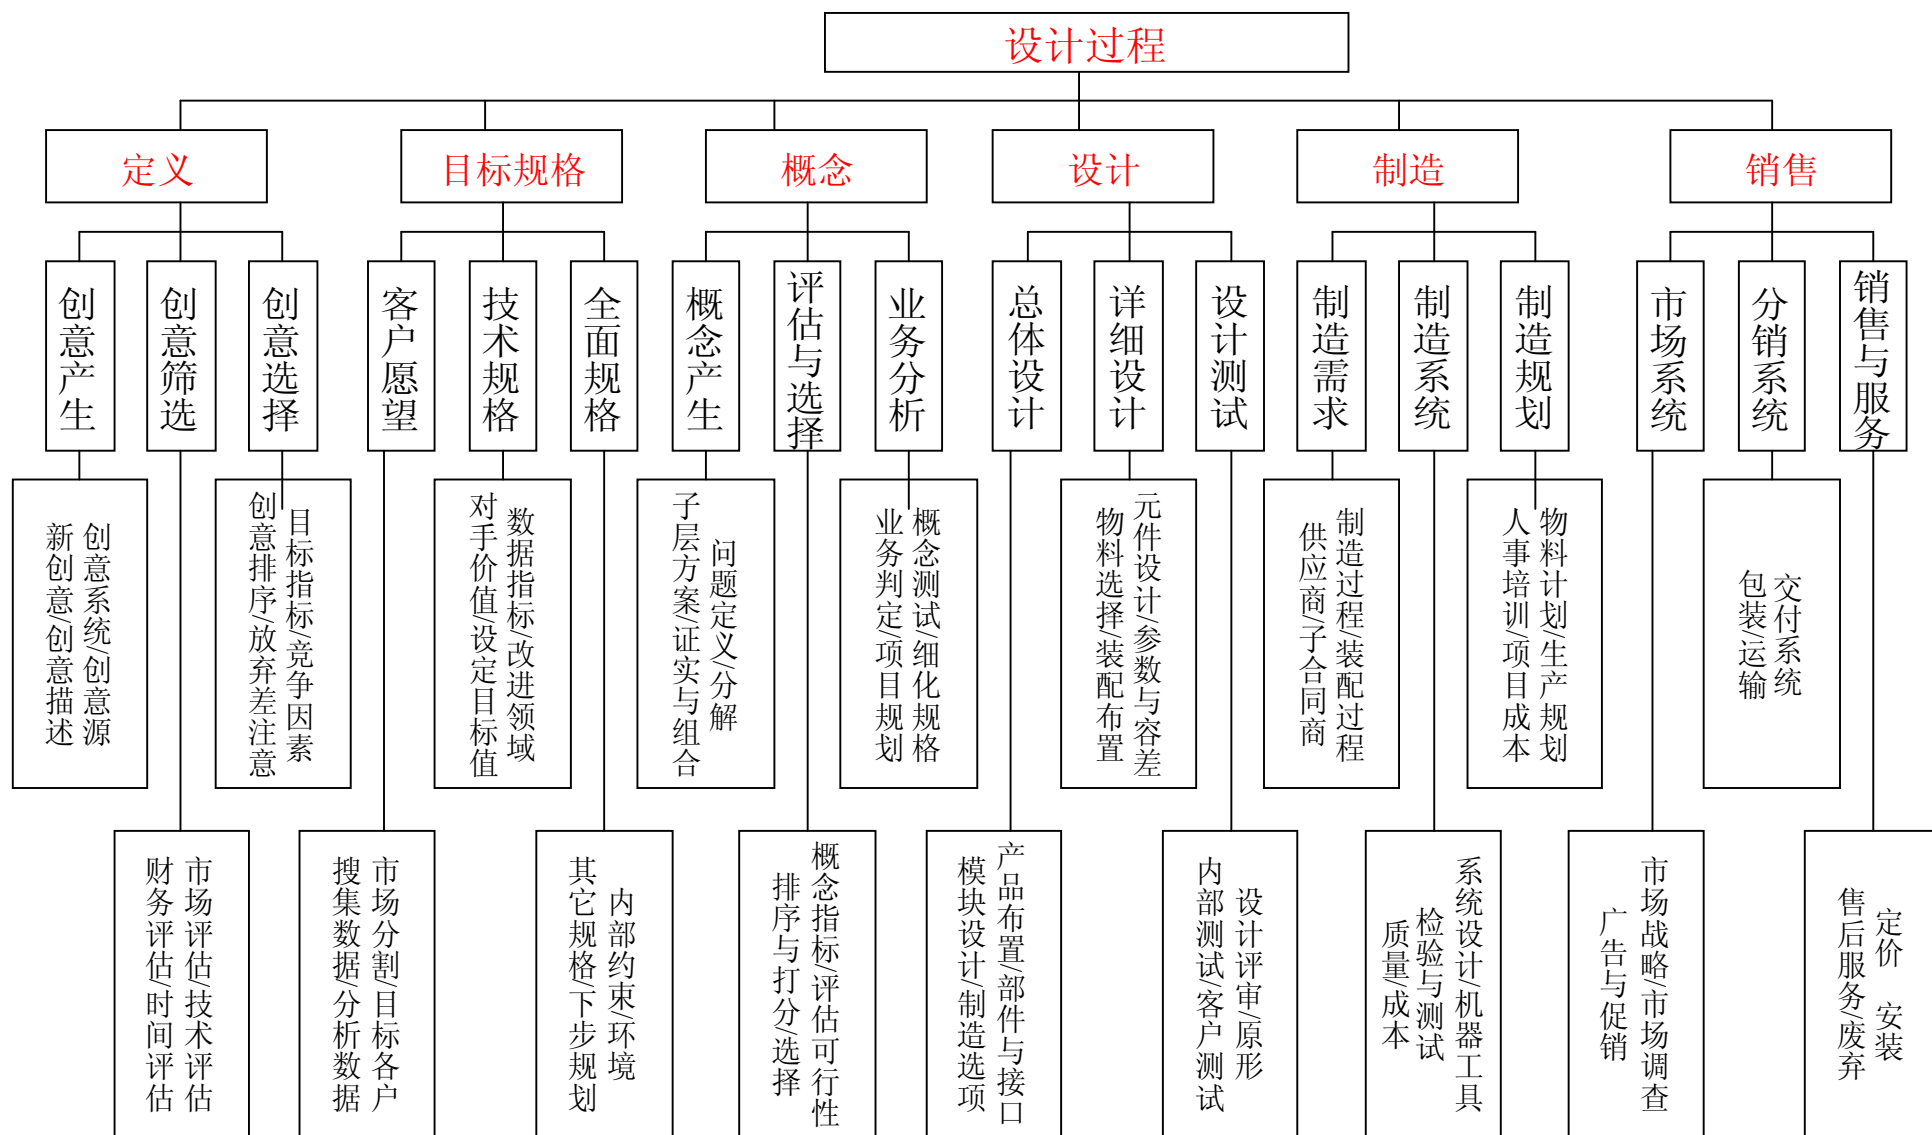 设计过程
定义
目标规格
概念
设计
制造
销售
创意产生
创意筛选
创意选择
客户愿望
技术规格
全面规格
概念产生
评估与选择
业务分析
总体设计
详细设计
设计测试
制造需求
制造系统
制造规划
市场系统
分销系统
销售与服务
创意系统/创意源
新创意/创意描述
目标指标/竞争因素
创意排序/放弃差注意
数据指标/改进领域
对手价值/设定目标值
问题定义/分解
子层方案/证实与组合
概念测试/细化规格
业务判定/项目规划
元件设计/参数与容差
物料选择/装配布置
制造过程/装配过程
供应商/子合同商
物料计划/生产规划
人事培训/项目成本
交付系统
包装/运输
市场评估/技术评估
财务评估/时间评估
市场分割/目标各户
搜集数据/分析数据
内部约束/环境
其它规格/下步规划
概念指标/评估可行性
排序与打分/选择
产品布置/部件与接口
模块设计/制造选项
设计评审/原形
内部测试/客户测试
系统设计/机器工具
检验与测试
质量/成本
市场战略/市场调查
广告与促销
定价 安装
售后服务/废弃